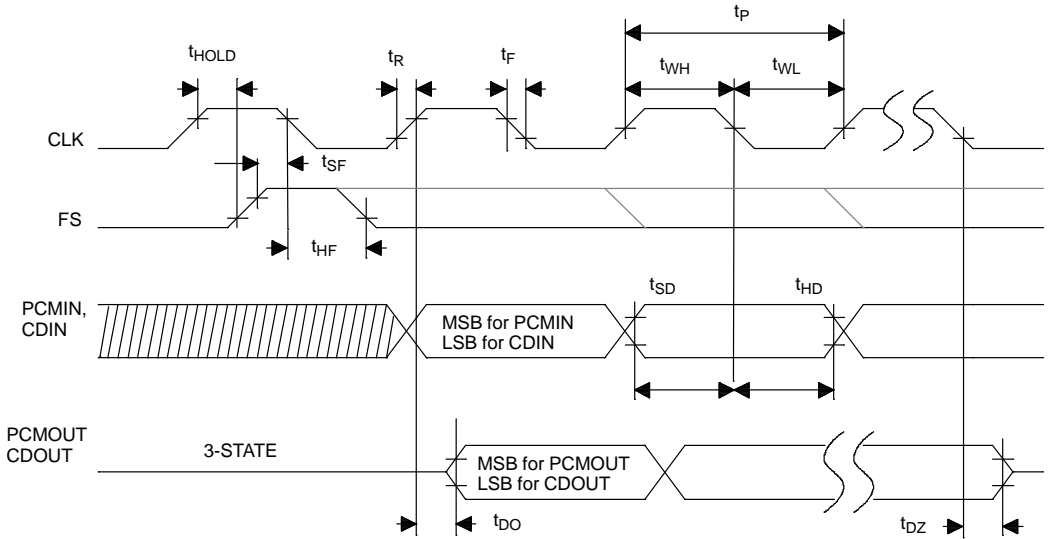 tP
tHOLD
tR
tF
tWH
tWL
CLK
tSF
FS
tHF
tSD
tHD
PCMIN,
CDIN
MSB for PCMIN
LSB for CDIN
PCMOUT
CDOUT
3-STATE
MSB for PCMOUT
LSB for CDOUT
tDO
tDZ